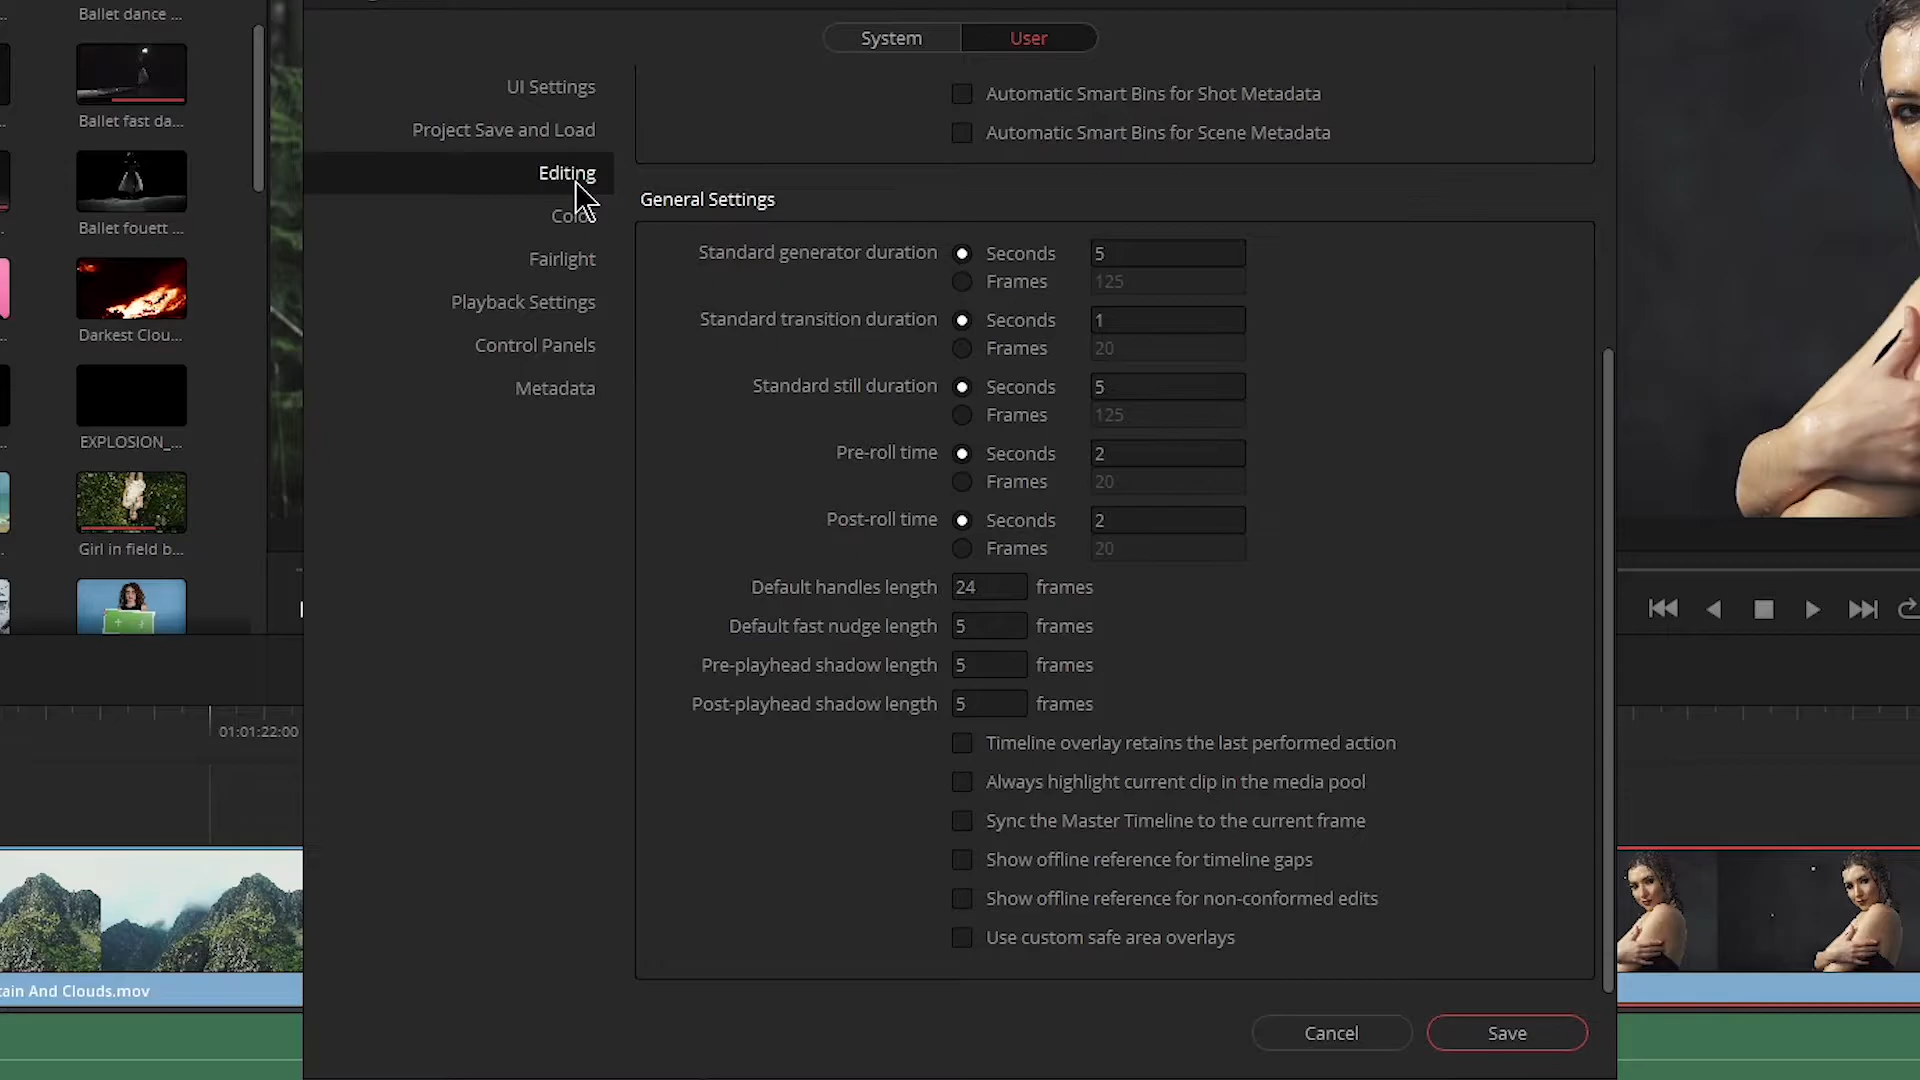 Ballet dance ...
Ballet fast da...
Ballet fouett ...
Darkest Clou...
EXPLOSION_...
Girl in field b...
System
User
UI Settings
Project Save and Load
Editing
Color
Fairlight
Playback Settings
Control Panels
Metadata
Automatic Smart Bins for Shot Metadata
Automatic Smart Bins for Scene Metadata
General Settings
Standard generator duration Seconds 5
Frames 125
Standard transition duration Seconds 1
Frames 20
Standard still duration Seconds 5
Frames 125
Pre-roll time Seconds 2
Frames 20
Post-roll time Seconds 2
Frames 20
Default handles length 24 frames
Default fast nudge length 5 frames
Pre-playhead shadow length 5 frames
Post-playhead shadow length 5 frames
Timeline overlay retains the last performed action
Always highlight current clip in the media pool
Sync the Master Timeline to the current frame
Show offline reference for timeline gaps
Show offline reference for non-conformed edits
Use custom safe area overlays
Cancel
Save
01:01:22:00
tain And Clouds.mov